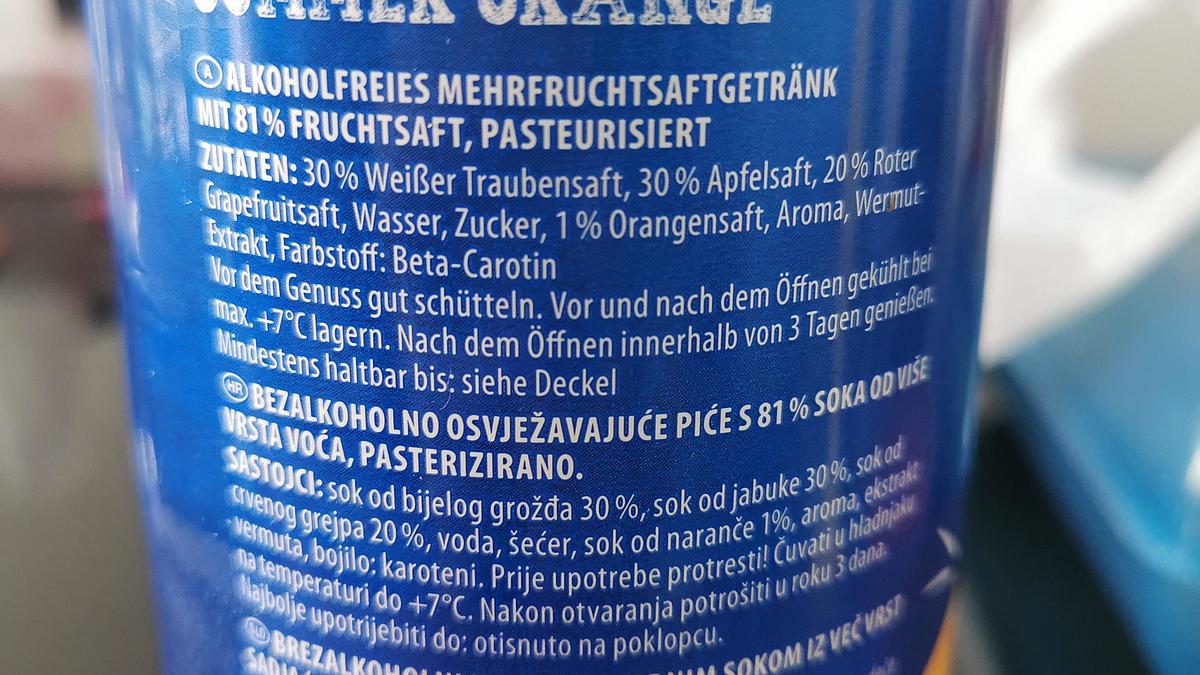 SUMMER ORANGE
A ALKOHOLFREIES MEHRFRUCHTSAFTGETRÄNK
MIT 81 % FRUCHTSAFT, PASTEURISIERT
ZUTATEN: 30 % Weißer Traubensaft, 30 % Apfelsaft, 20 % Roter
Grapefruitsaft, Wasser, Zucker, 1 % Orangensaft, Aroma, Wermut-
Extrakt, Farbstoff: Beta-Carotin
Vor dem Genuss gut schütteln. Vor und nach dem Öffnen gekühlt bei
max. +7°C lagern. Nach dem Öffnen innerhalb von 3 Tagen genießen.
Mindestens haltbar bis: siehe Deckel
HR BEZALKOHOLNO OSVJEŽAVAJUĆE PIĆE S 81 % SOKA OD VIŠE
VRSTA VOĆA, PASTERIZIRANO.
SASTOJCI: sok od bijelog grožđa 30 %, sok od jabuke 30 %, sok od
crvenog grejpa 20 %, voda, šećer, sok od naranče 1%, aroma, ekstrakt
vermuta, bojilo: karoteni. Prije upotrebe protresti! Čuvati u hladnjaku
na temperaturi do +7°C. Nakon otvaranja potrošiti u roku 3 dana.
Najbolje upotrijebiti do: otisnuto na poklopcu.
SLO SOKOM IZ VEČ VRST